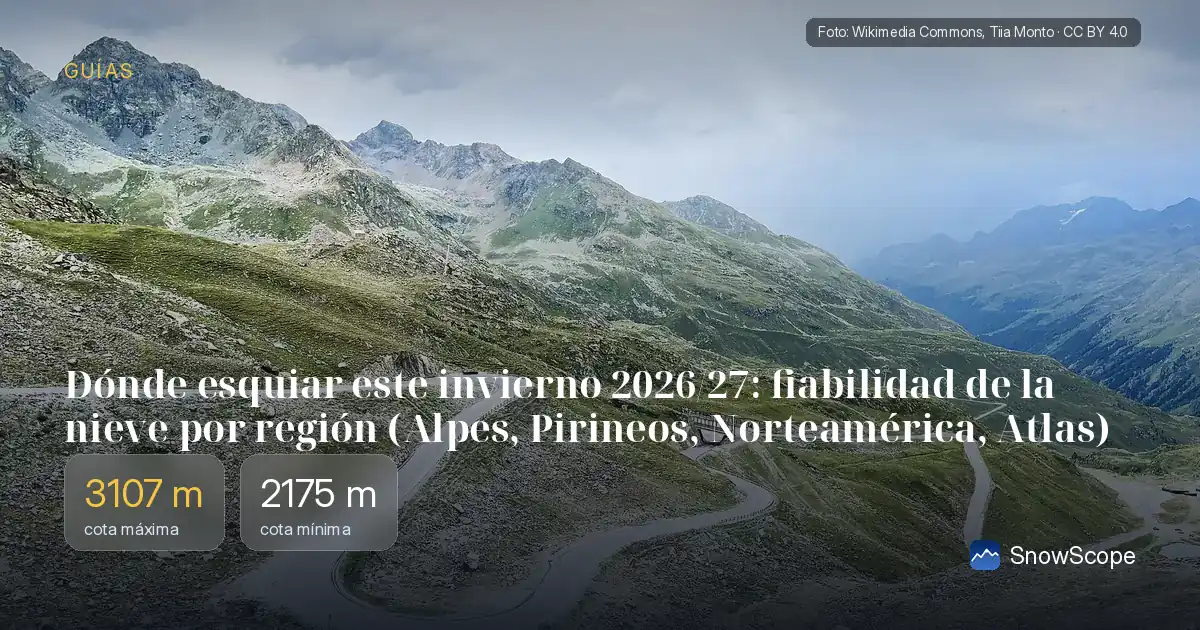 Foto: Wikimedia Commons, Tiia Monto · CC BY 4.0
GUÍAS
Dónde esquiar este invierno 2026 27: fiabilidad de la
nieve por región (Alpes, Pirineos, Norteamérica, Atlas)
3107 m
cota máxima
2175 m
cota mínima
SnowScope